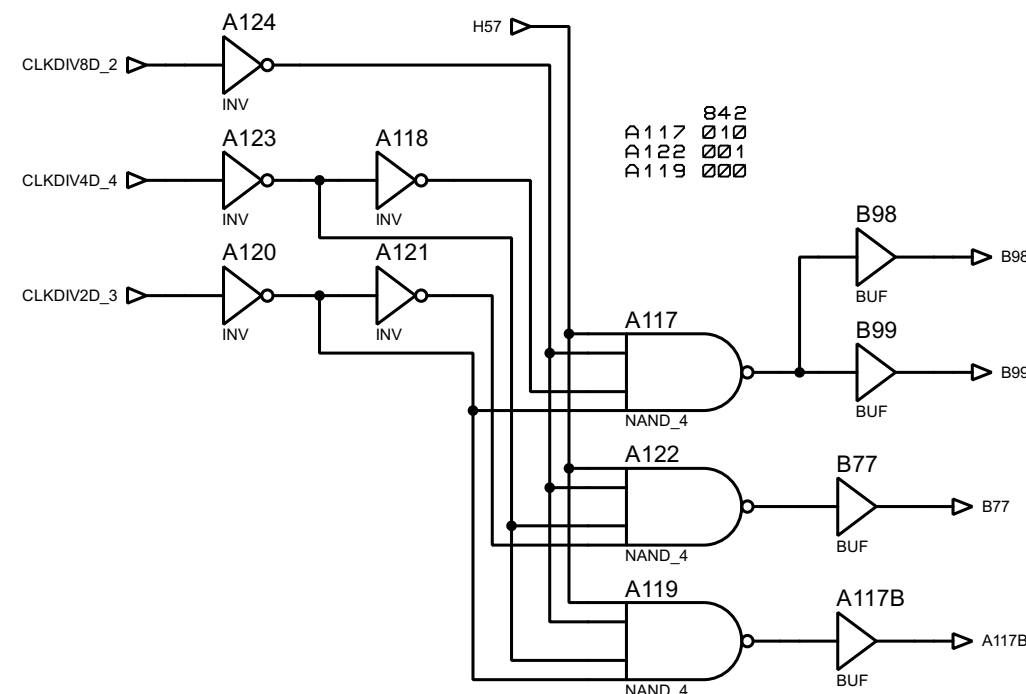 A124
H57
CLKDIV8D_2
INV
842
A117 010
A122 001
A119 000
A123
A118
CLKDIV4D_4
INV
INV
A120
A121
CLKDIV2D_3
INV
INV
B98
B98
BUF
A117
B99
B99
BUF
NAND_4
A122
B77
B77
BUF
NAND_4
A119
A117B
A117B
BUF
NAND_4